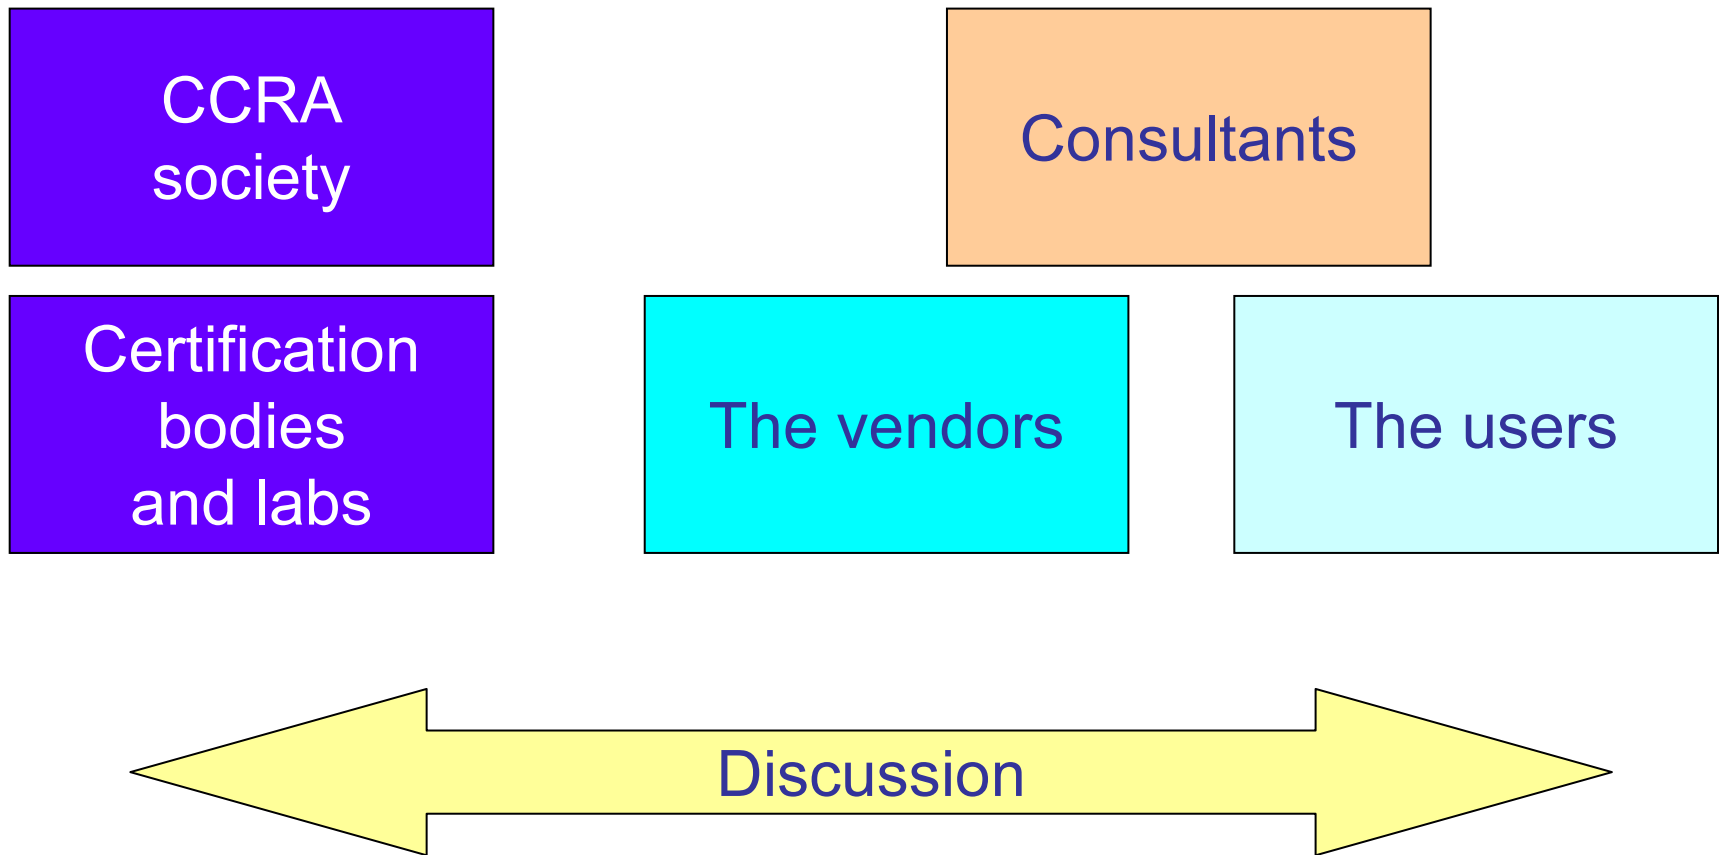 CCRA
society
Consultants
Certification
bodies
and labs
The vendors
The users
Discussion